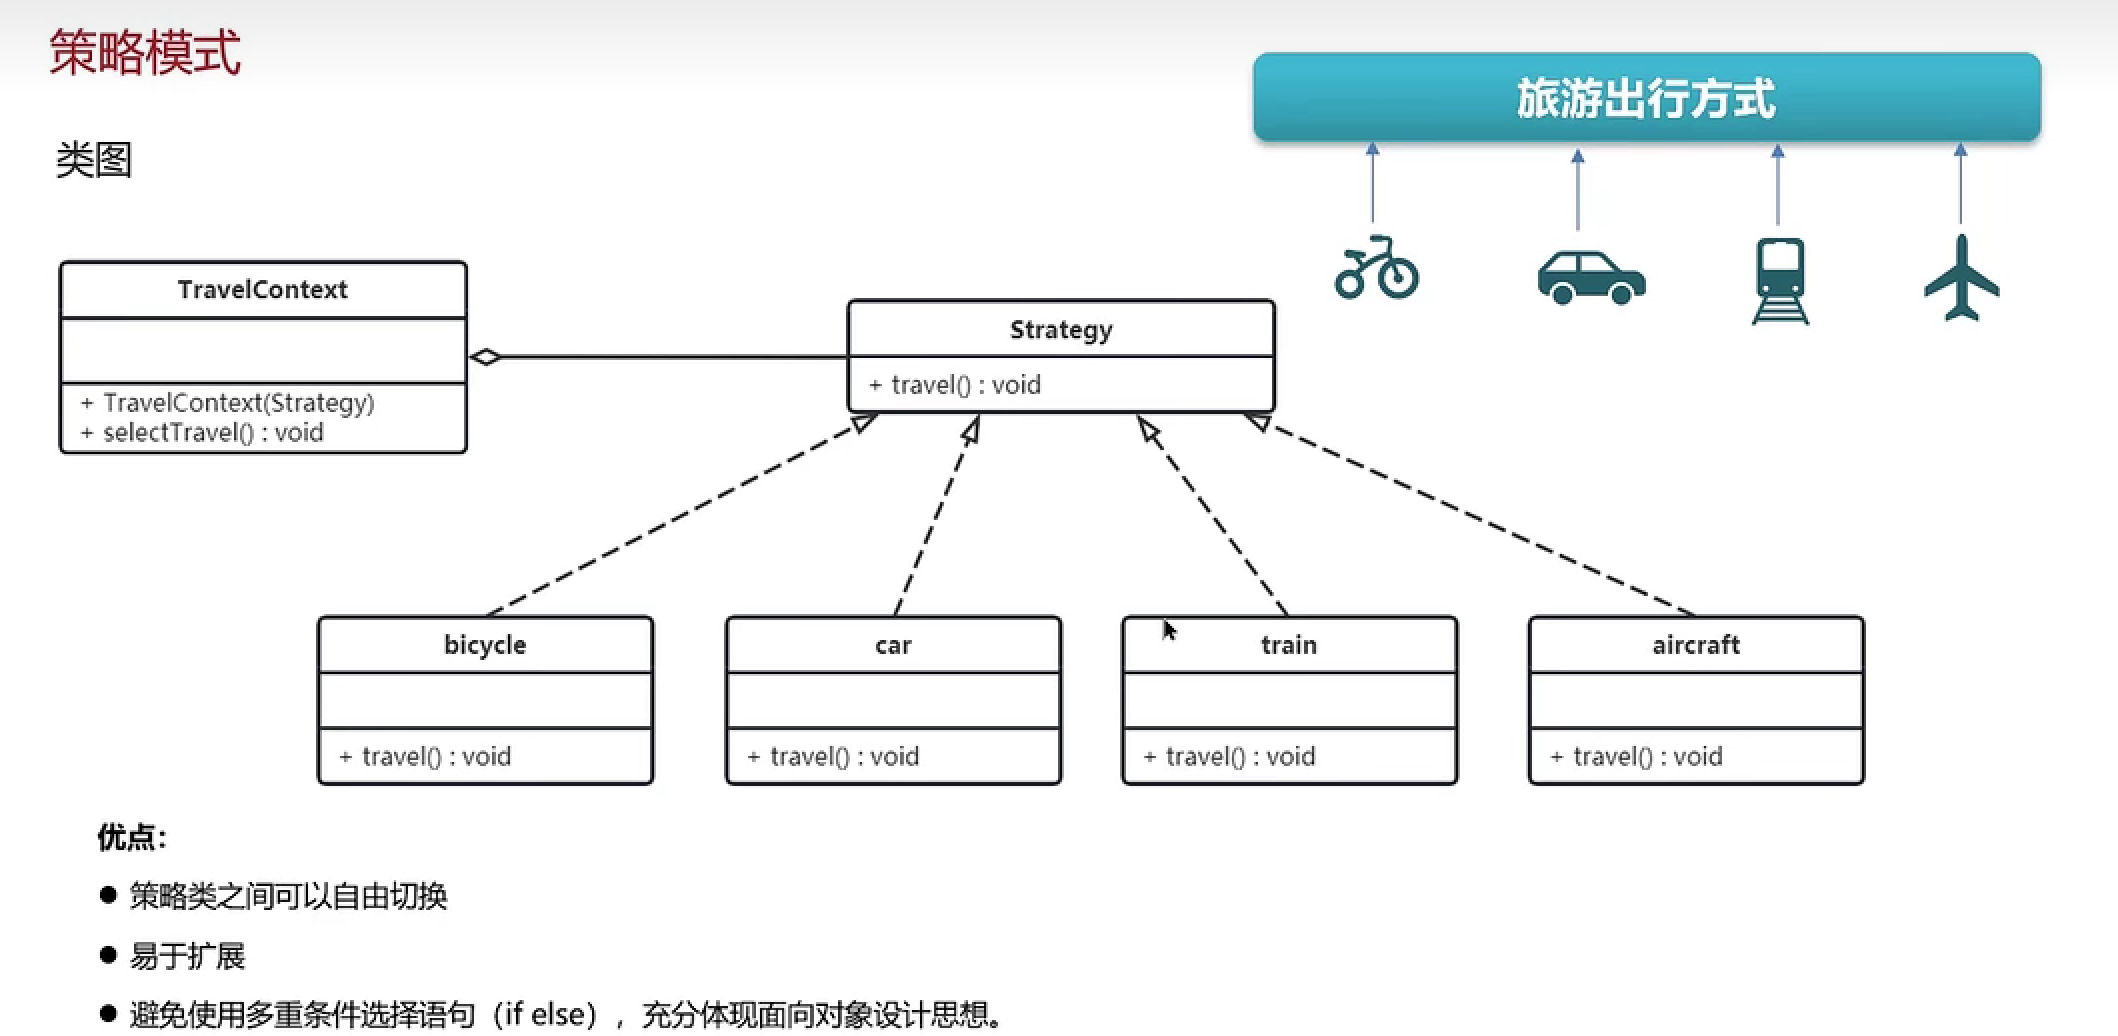 策略模式
旅游出行方式
类图
TravelContext
+ TravelContext(Strategy)
+ selectTravel() : void
Strategy
+ travel() : void
bicycle
+ travel() : void
car
+ travel() : void
train
+ travel() : void
aircraft
+ travel() : void
优点：
● 策略类之间可以自由切换
● 易于扩展
● 避免使用多重条件选择语句（if else），充分体现面向对象设计思想。